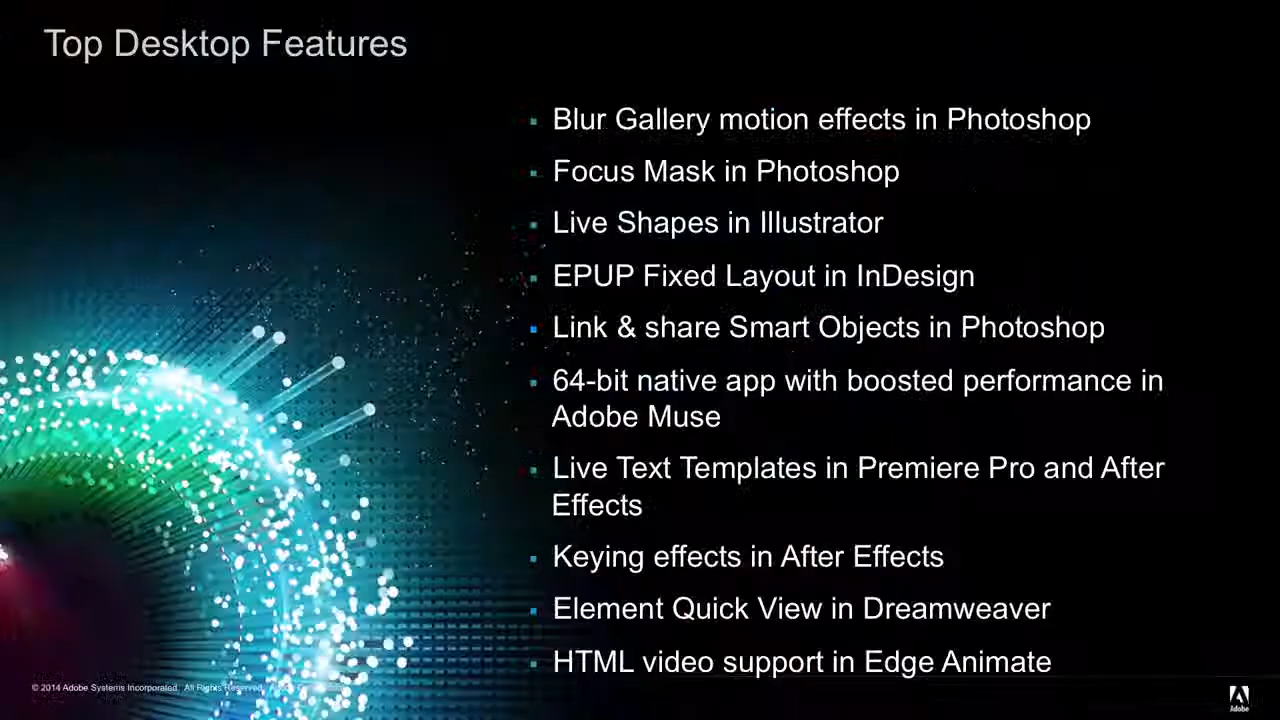 Top Desktop Features
Blur Gallery motion effects in Photoshop
Focus Mask in Photoshop
Live Shapes in Illustrator
EPUP Fixed Layout in InDesign
Link & share Smart Objects in Photoshop
64-bit native app with boosted performance in
Adobe Muse
Live Text Templates in Premiere Pro and After
Effects
Keying effects in After Effects
Element Quick View in Dreamweaver
HTML video support in Edge Animate
© 2014 Adobe Systems Incorporated. All Rights Reserved.
Adobe